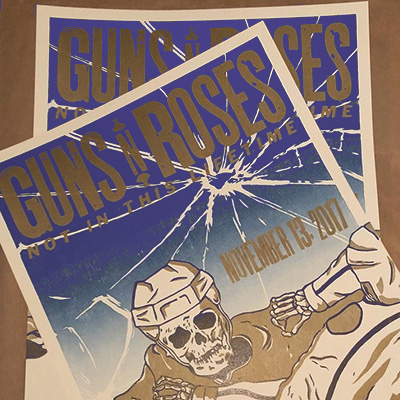 GUNS N' ROSES
GUNS N' ROSES
NOT IN THIS LIFETIME
NOVEMBER 13, 2017